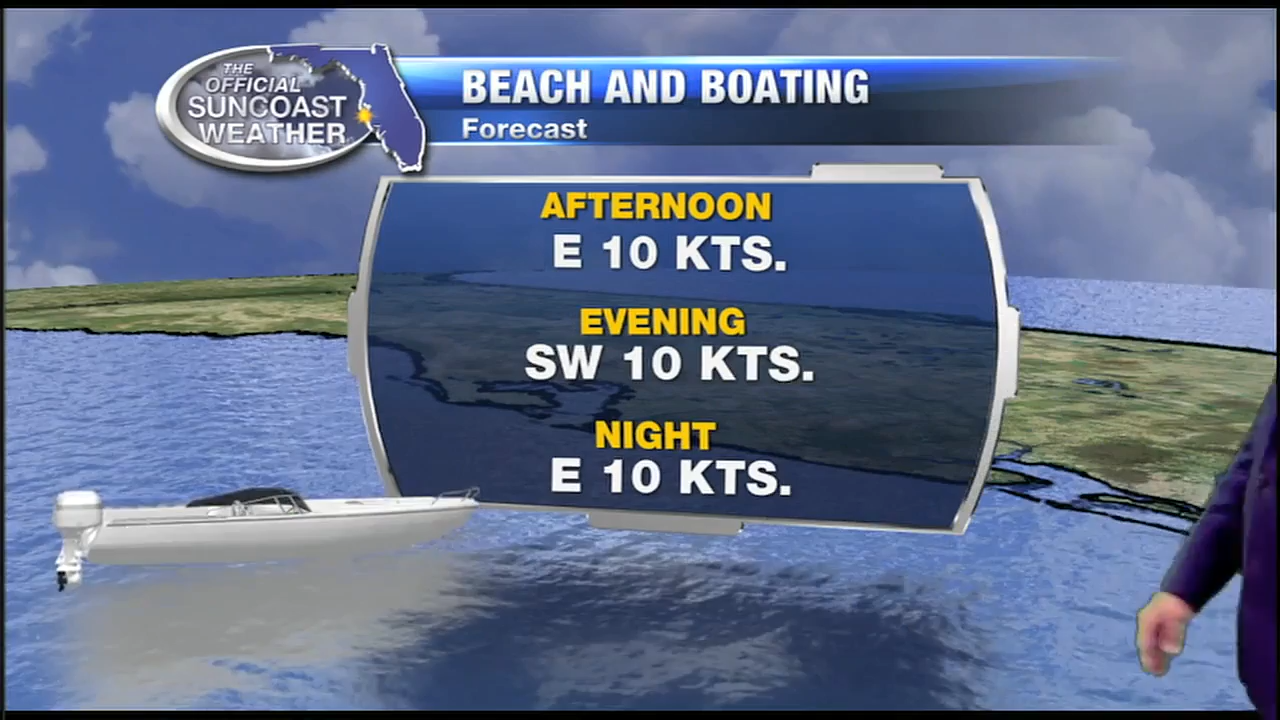 THE
OFFICIAL
SUNCOAST
WEATHER
BEACH AND BOATING
Forecast
AFTERNOON
E 10 KTS.
EVENING
SW 10 KTS.
NIGHT
E 10 KTS.